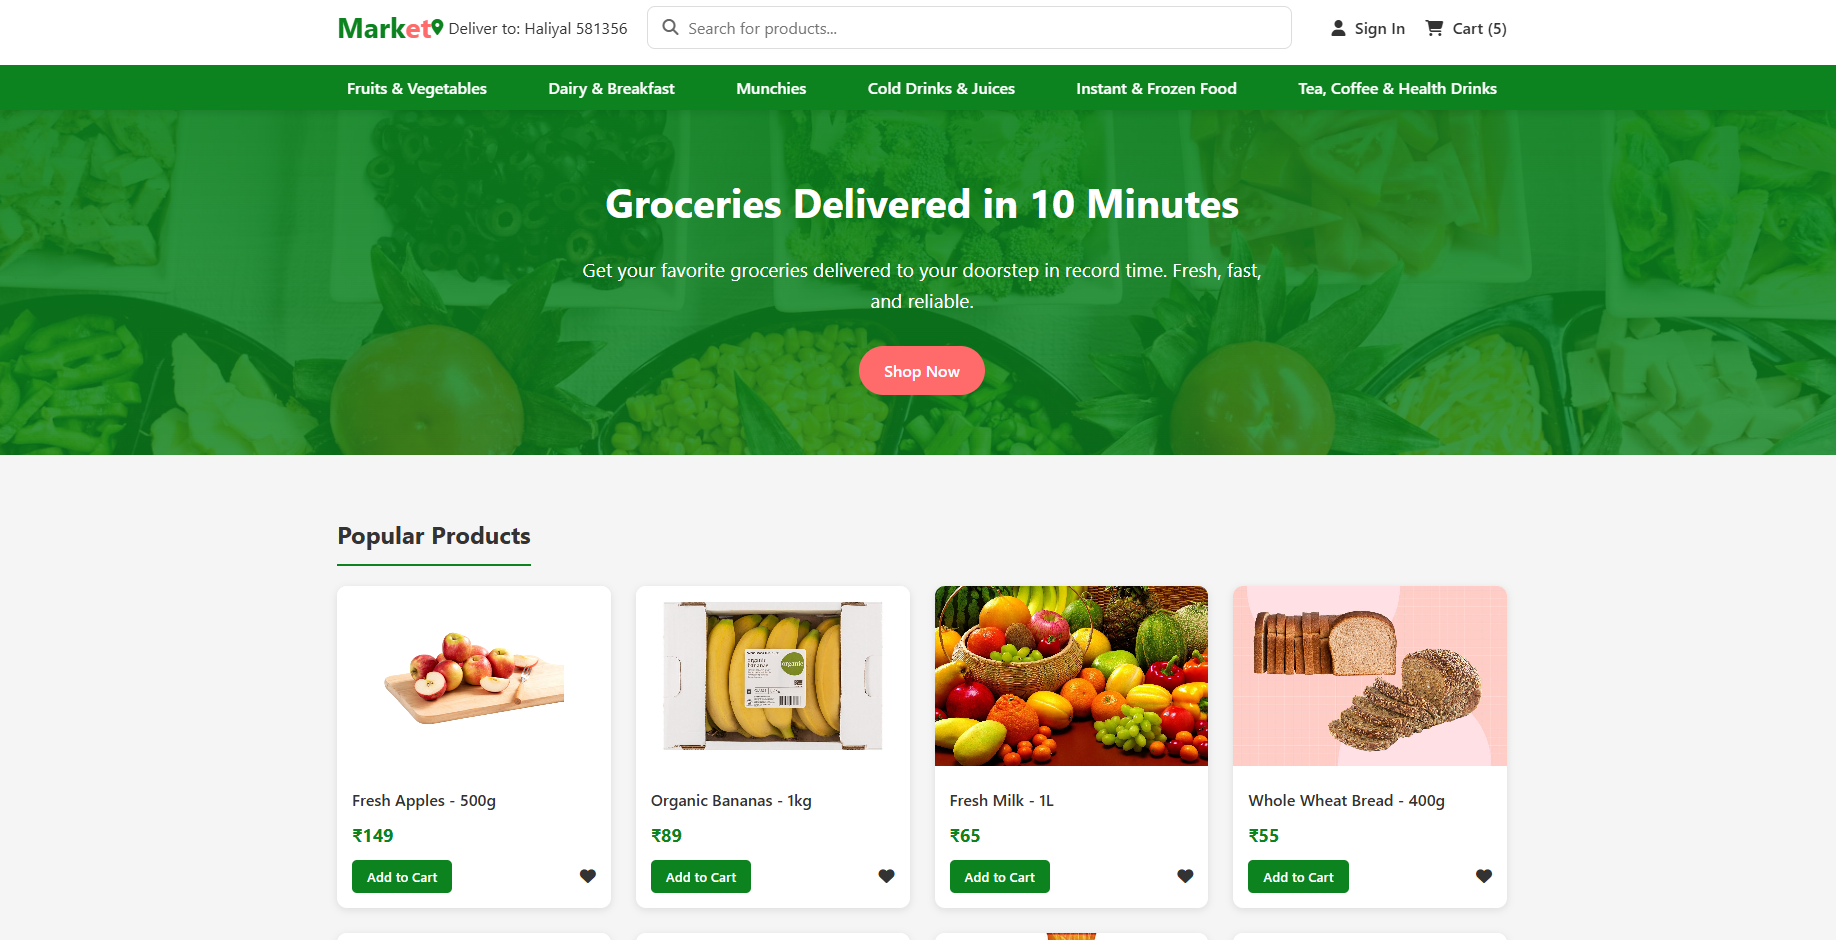 Market
Deliver to: Haliyal 581356
Search for products...
Sign In
Cart (5)
Fruits & Vegetables
Dairy & Breakfast
Munchies
Cold Drinks & Juices
Instant & Frozen Food
Tea, Coffee & Health Drinks
Groceries Delivered in 10 Minutes
Get your favorite groceries delivered to your doorstep in record time. Fresh, fast,
and reliable.
Shop Now
Popular Products
organic
bananas
organic
Fresh Apples - 500g
₹149
Add to Cart
Organic Bananas - 1kg
₹89
Add to Cart
Fresh Milk - 1L
₹65
Add to Cart
Whole Wheat Bread - 400g
₹55
Add to Cart